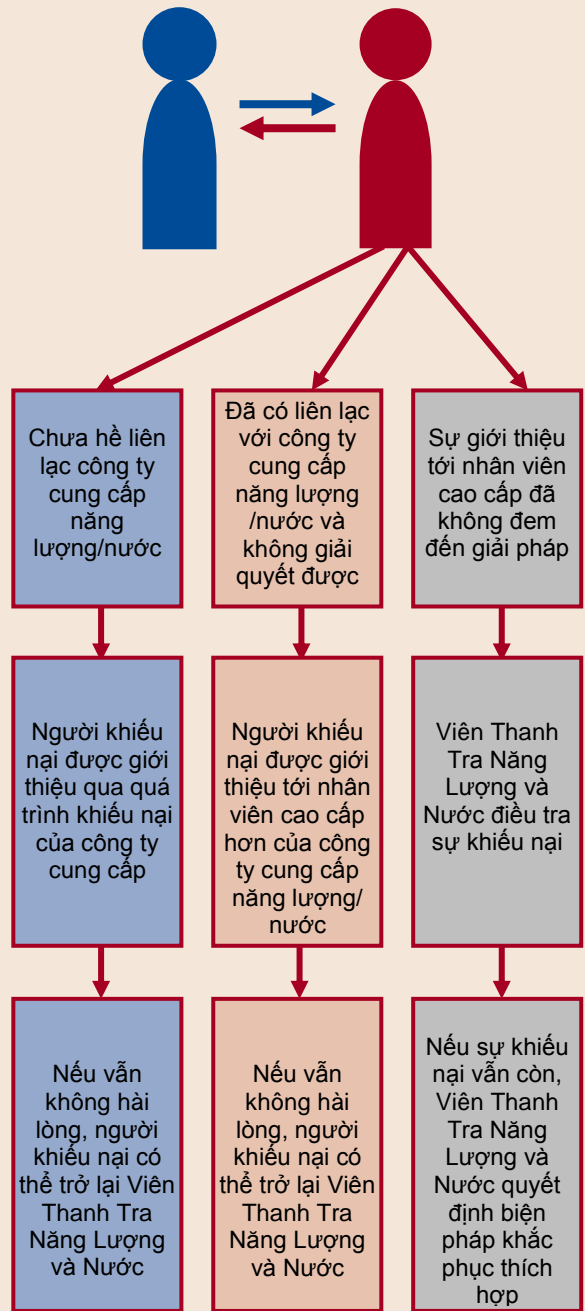 Chưa hề liên
lạc công ty
cung cấp
năng
lượng/nước
Đã có liên lạc
với công ty
cung cấp
năng lượng
/nước và
không giải
quyết được
Sự giới thiệu
tới nhân viên
cao cấp đã
không đem
đến giải pháp
Người khiếu
nại được giới
thiệu qua quá
trình khiếu nại
của công ty
cung cấp
Người khiếu
nại được giới
thiệu tới nhân
viên cao cấp
hơn của công
ty cung cấp
năng lượng/
nước
Viên Thanh
Tra Năng
Lượng và
Nước điều tra
sự khiếu nại
Nếu vẫn
không hài
lòng, người
khiếu nại có
thể trở lại Viên
Thanh Tra
Năng Lượng
và Nước
Nếu vẫn
không hài
lòng, người
khiếu nại có
thể trở lại Viên
Thanh Tra
Năng Lượng
và Nước
Nếu sự khiếu
nại vẫn còn,
Viên Thanh
Tra Năng
Lượng và
Nước quyết
định biện
pháp khắc
phục thích
hợp